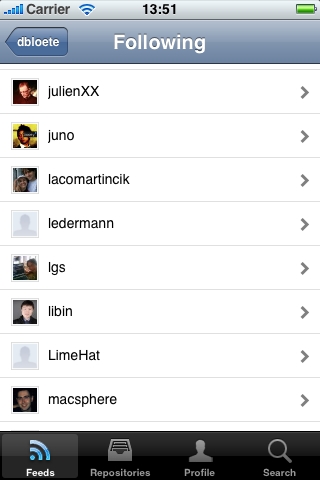 Carrier 13:51
dbloete Following
julienXX
juno
lacomartincik
ledermann
lgs
libin
LimeHat
macsphere
Feeds Repositories Profile Search